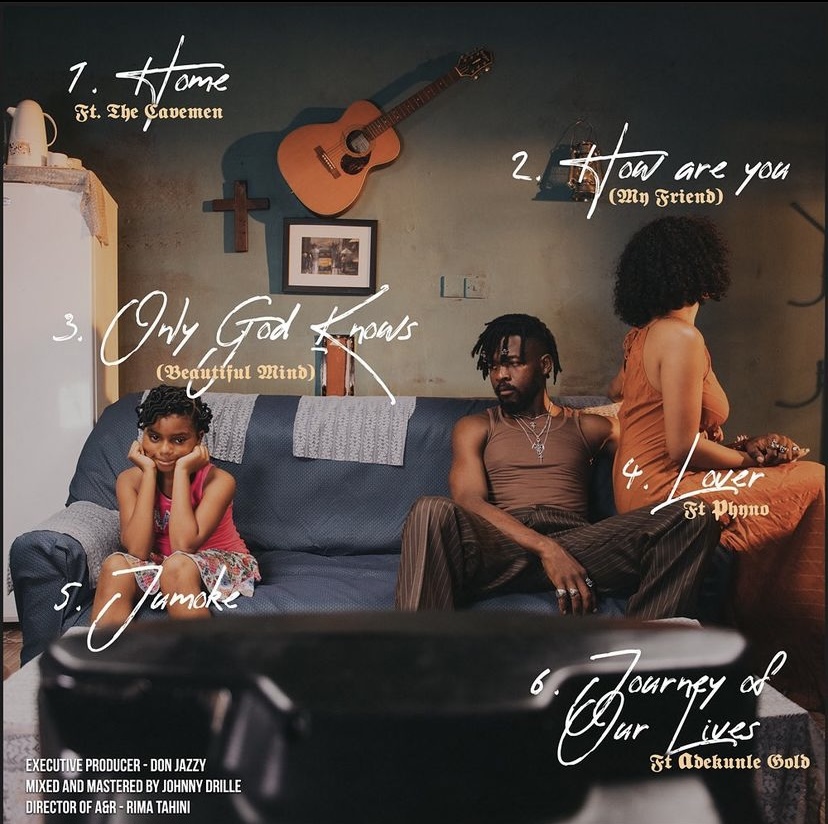 1. Home
Ft. The Cavemen
2. How are you
(My Friend)
3. Only God Knows
(Beautiful Mind)
4. Lover
Ft Phyno
5. Jumoke
6. Journey of
Our Lives
Ft Adekunle Gold
EXECUTIVE PRODUCER - DON JAZZY
MIXED AND MASTERED BY JOHNNY DRILLE
DIRECTOR OF A&R - RIMA TAHINI